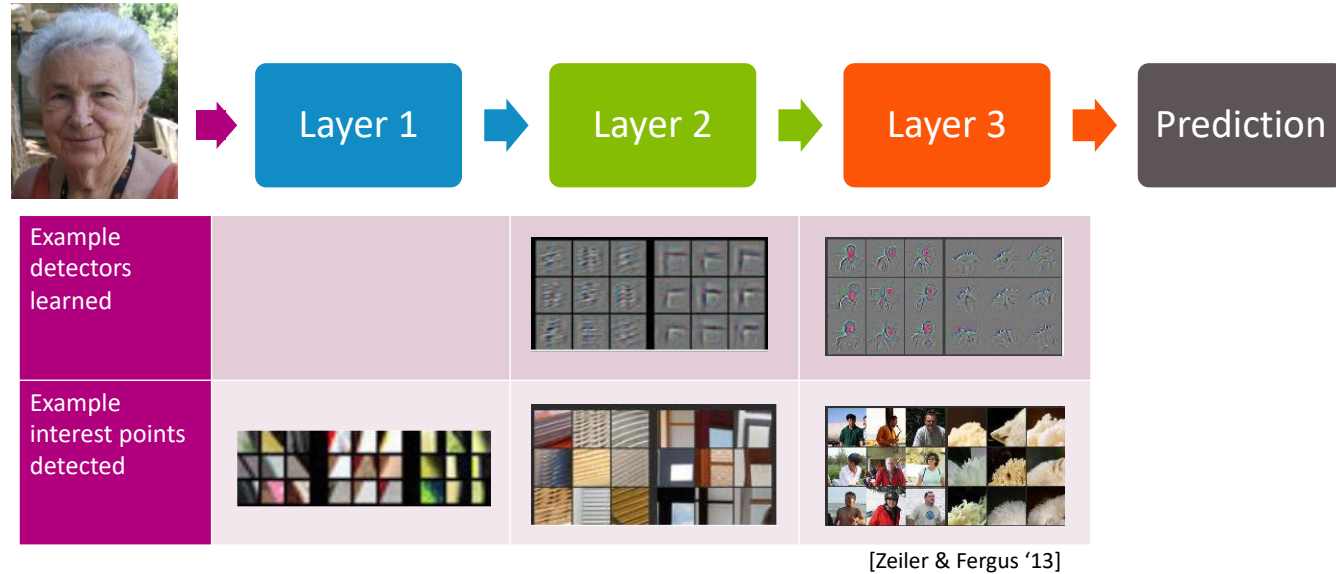 Layer 1
Layer 2
Layer 3
Prediction
Example
detectors
learned
Example
interest points
detected
[Zeiler & Fergus ‘13]